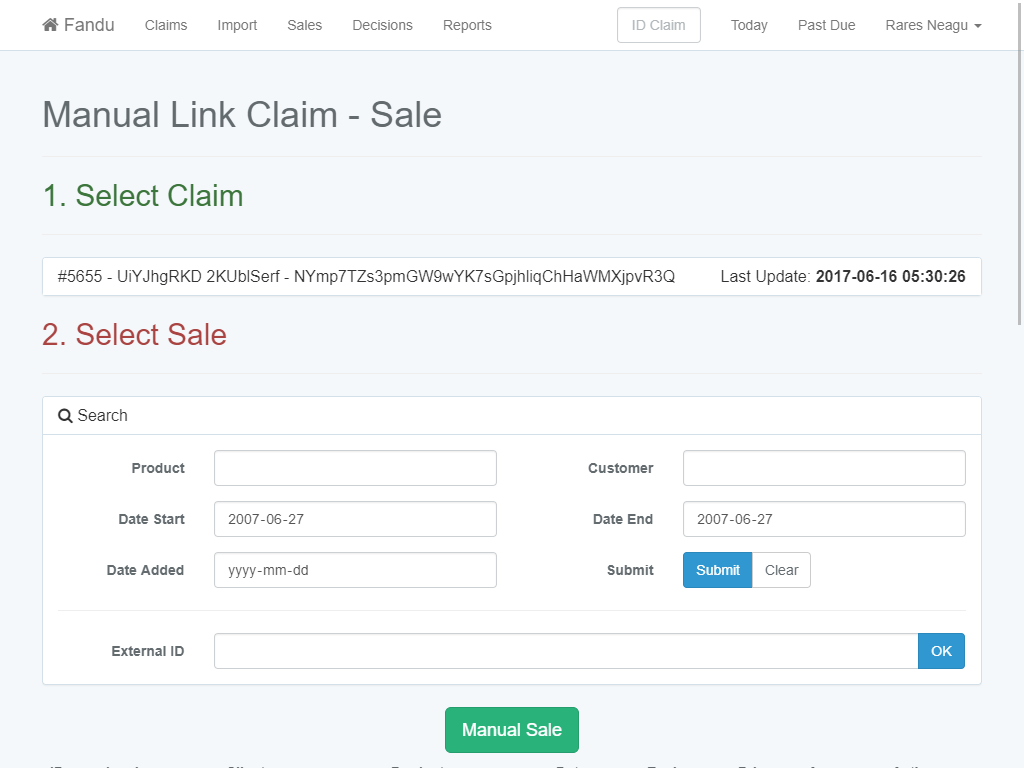 Fandu Claims Import Sales Decisions Reports ID Claim Today Past Due Rares Neagu
Manual Link Claim - Sale
1. Select Claim
#5655 - UiYJhgRKD 2KUblSerf - NYmp7TZs3pmGW9wYK7sGpjhliqChHaWMXjpvR3Q Last Update: 2017-06-16 05:30:26
2. Select Sale
Search
Product Customer
Date Start 2007-06-27 Date End 2007-06-27
Date Added yyyy-mm-dd Submit Submit Clear
External ID OK
Manual Sale